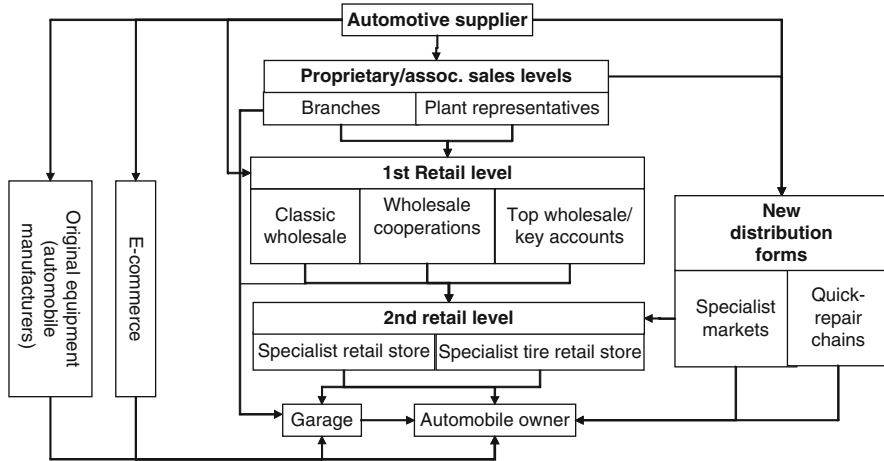 Automotive supplier
Proprietary/assoc. sales levels
Branches
Plant representatives
1st Retail level
Classic
wholesale
Wholesale
cooperations
Top wholesale/
key accounts
New
distribution
forms
Specialist
markets
Quick-
repair
chains
2nd retail level
Specialist retail store
Specialist tire retail store
Garage
Automobile owner
Original equipment
(automobile
manufacturers)
E-commerce